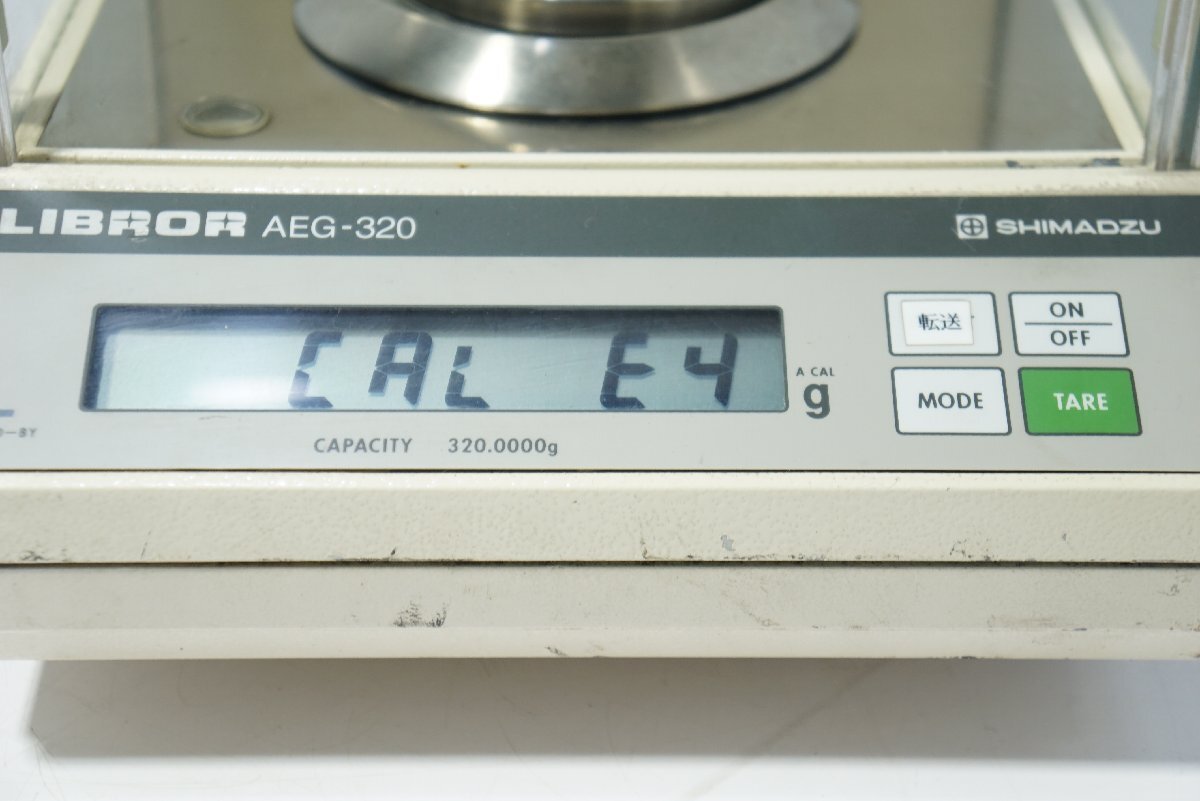 LIBROR AEG-320
SHIMADZU
CAL E4
A CAL
g
転送
ON
OFF
MODE
TARE
CAPACITY 320.0000g